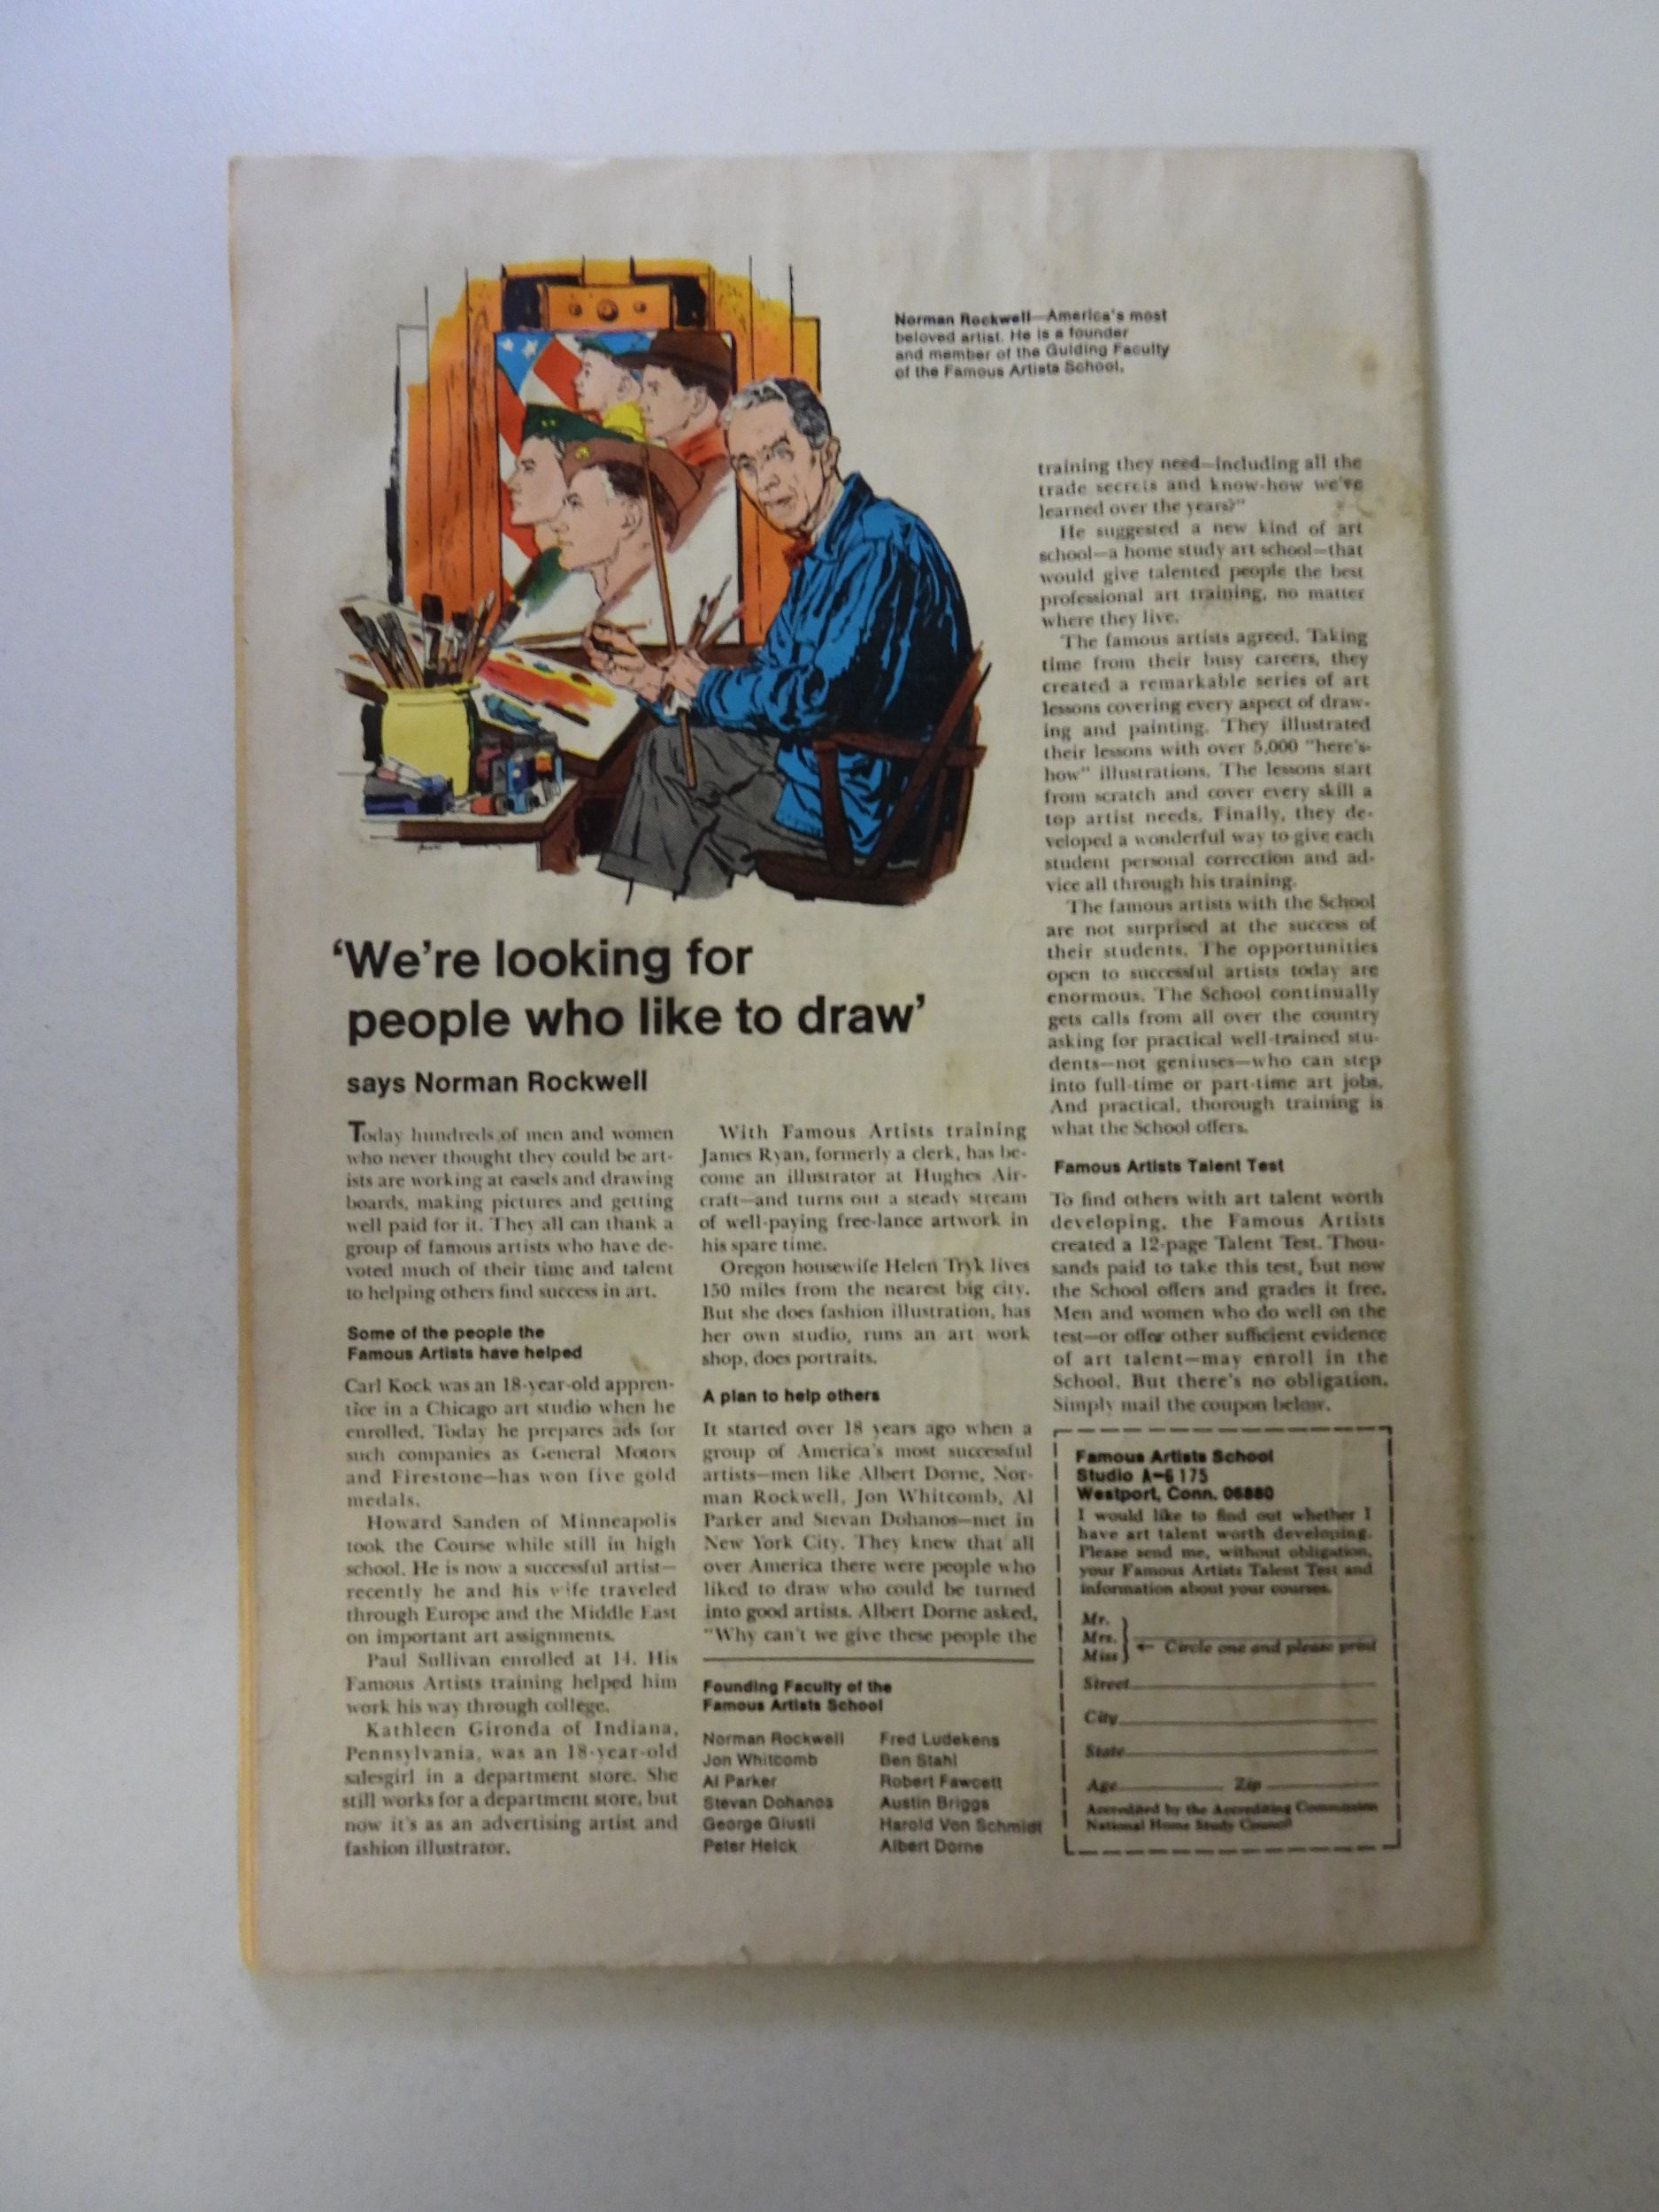 Norman Rockwell—America's most
beloved artist. He is a founder
and member of the Guiding Faculty
of the Famous Artists School.
'We're looking for
people who like to draw'
says Norman Rockwell
Today hundreds of men and women
who never thought they could be art-
ists are working at easels and drawing
boards, making pictures and getting
well paid for it. They all can thank a
group of famous artists who have de-
voted much of their time and talent
to helping others find success in art.
Some of the people the
Famous Artists have helped
Carl Kock was an 18-year-old appren-
tice in a Chicago art studio when he
enrolled. Today he prepares ads for
such companies as General Motors
and Firestone—has won five gold
medals.
Howard Sanden of Minneapolis
took the Course while still in high
school. He is now a successful artist—
recently he and his wife traveled
through Europe and the Middle East
on important art assignments.
Paul Sullivan enrolled at 14. His
Famous Artists training helped him
work his way through college.
Kathleen Gironda of Indiana,
Pennsylvania, was an 18-year-old
salesgirl in a department store. She
still works for a department store, but
now it's as an advertising artist and
fashion illustrator.
With Famous Artists training
James Ryan, formerly a clerk, has be-
come an illustrator at Hughes Air-
craft—and turns out a steady stream
of well-paying free-lance artwork in
his spare time.
Oregon housewife Helen Tryk lives
150 miles from the nearest big city.
But she does fashion illustration, has
her own studio, runs an art work
shop, does portraits.
A plan to help others
It started over 18 years ago when a
group of America's most successful
artists—men like Albert Dorne, Nor-
man Rockwell, Jon Whitcomb, Al
Parker and Stevan Dohanos—met in
New York City. They knew that all
over America there were people who
liked to draw who could be turned
into good artists. Albert Dorne asked,
"Why can't we give these people the
Founding Faculty of the
Famous Artists School
Norman Rockwell
Jon Whitcomb
Al Parker
Stevan Dohanos
George Giusti
Peter Helck
Fred Ludekens
Ben Stahl
Robert Fawcett
Austin Briggs
Harold Von Schmidt
Albert Dorne
training they need—including all the
trade secrets and know-how we've
learned over the years?"
He suggested a new kind of art
school—a home study art school—that
would give talented people the best
professional art training, no matter
where they live.
The famous artists agreed. Taking
time from their busy careers, they
created a remarkable series of art
lessons covering every aspect of draw-
ing and painting. They illustrated
their lessons with over 5,000 "here's-
how" illustrations. The lessons start
from scratch and cover every skill a
top artist needs. Finally, they de-
veloped a wonderful way to give each
student personal correction and ad-
vice all through his training.
The famous artists with the School
are not surprised at the success of
their students. The opportunities
open to successful artists today are
enormous. The School continually
gets calls from all over the country
asking for practical well-trained stu-
dents—not geniuses—who can step
into full-time or part-time art jobs.
And practical, thorough training is
what the School offers.
Famous Artists Talent Test
To find others with art talent worth
developing, the Famous Artists
created a 12-page Talent Test. Thou-
sands paid to take this test, but now
the School offers and grades it free.
Men and women who do well on the
test—or offer other sufficient evidence
of art talent—may enroll in the
School. But there's no obligation.
Simply mail the coupon below.
Famous Artists School
Studio A-6175
Westport, Conn. 06880
I would like to find out whether I
have art talent worth developing.
Please send me, without obligation,
your Famous Artists Talent Test and
information about your courses.
Mr.
Mrs.
Miss
← Circle one and please print
Street
City
State
Age Zip
Accredited by the Accrediting Commission
National Home Study Council